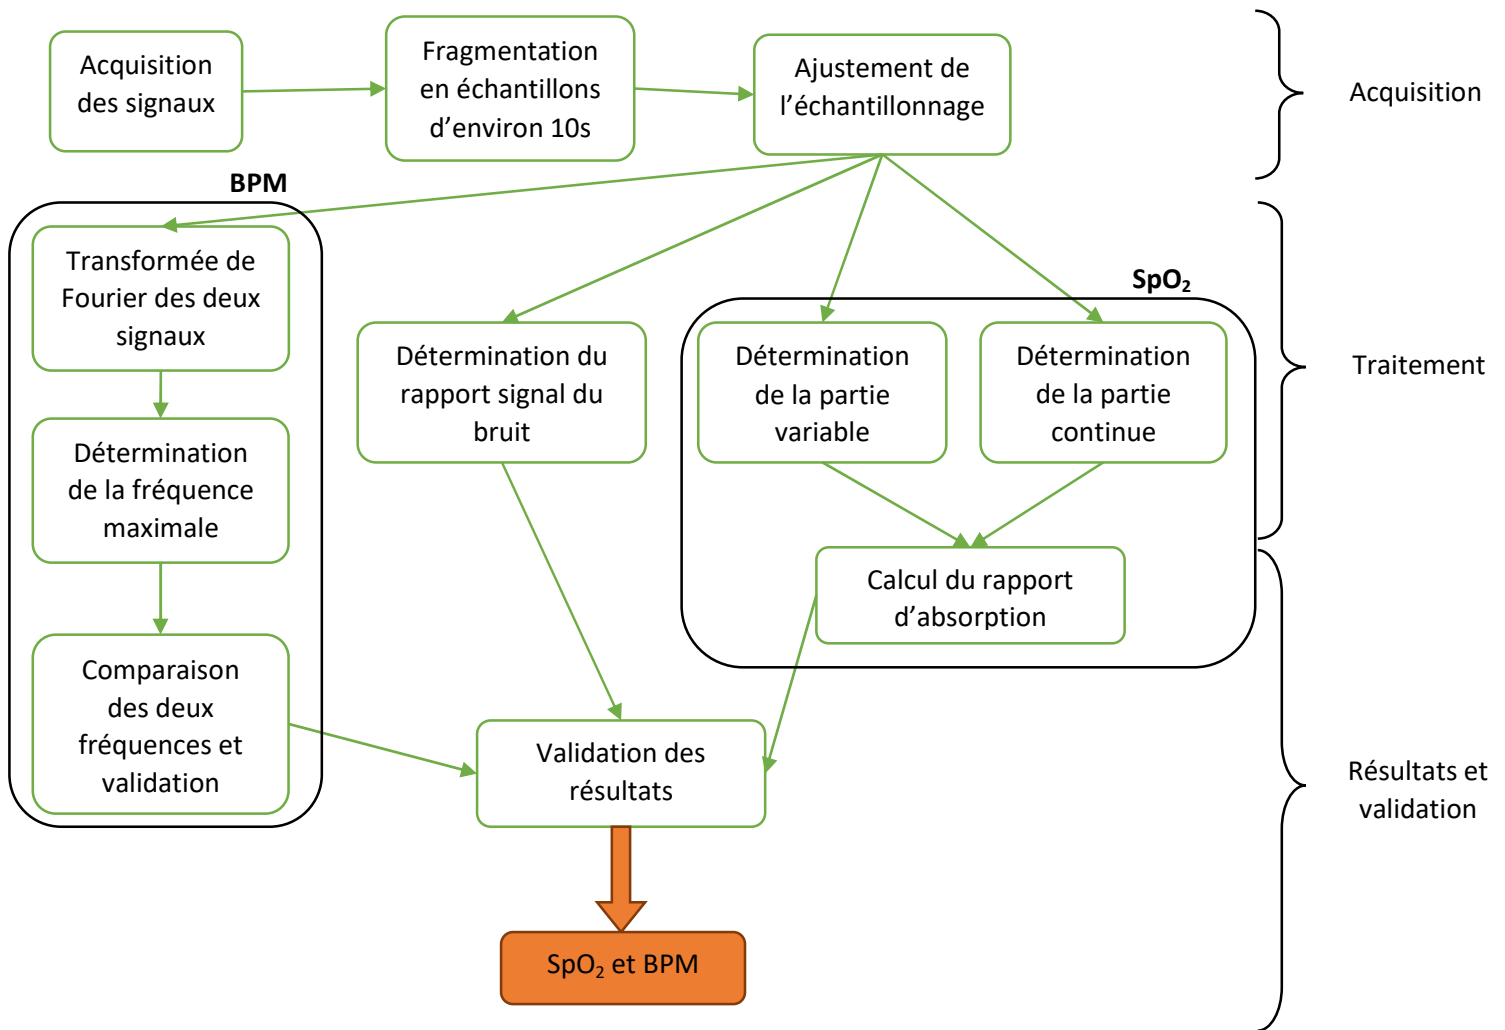 Acquisition
des signaux
Fragmentation
en échantillons
d’environ 10s
Ajustement de
l’échantillonnage
Acquisition
BPM
Transformée de
Fourier des deux
signaux
Détermination
de la fréquence
maximale
Comparaison
des deux
fréquences et
validation
Détermination du
rapport signal du
bruit
SpO₂
Détermination
de la partie
variable
Détermination
de la partie
continue
Calcul du rapport
d’absorption
Traitement
Validation des
résultats
Résultats et
validation
SpO₂ et BPM